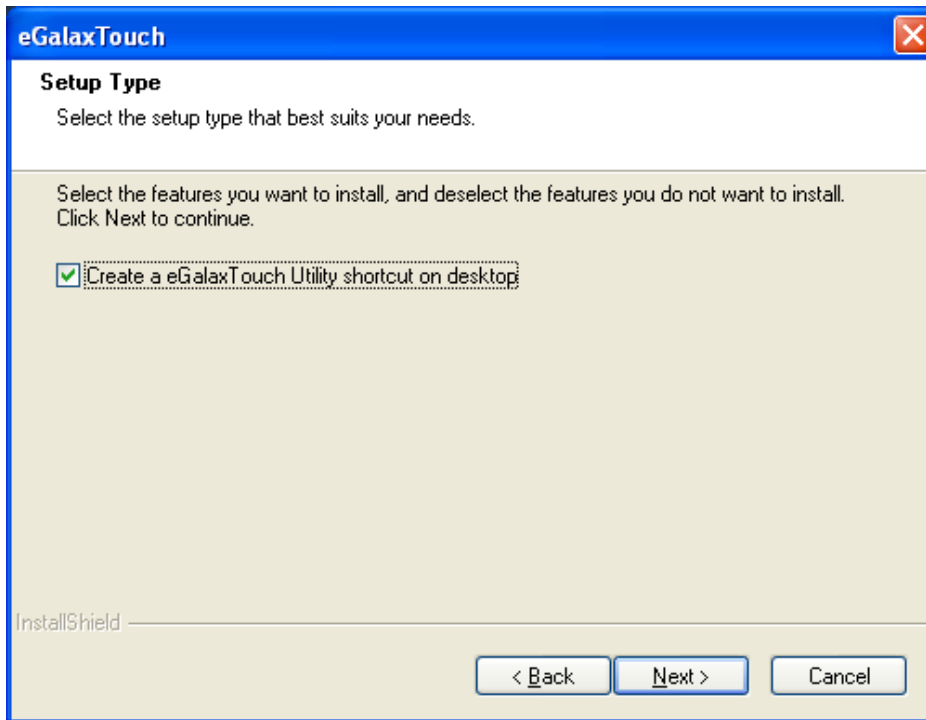 eGalaxTouch
Setup Type
Select the setup type that best suits your needs.
Select the features you want to install, and deselect the features you do not want to install.
Click Next to continue.
Create a eGalaxTouch Utility shortcut on desktop
InstallShield
< Back
Next >
Cancel